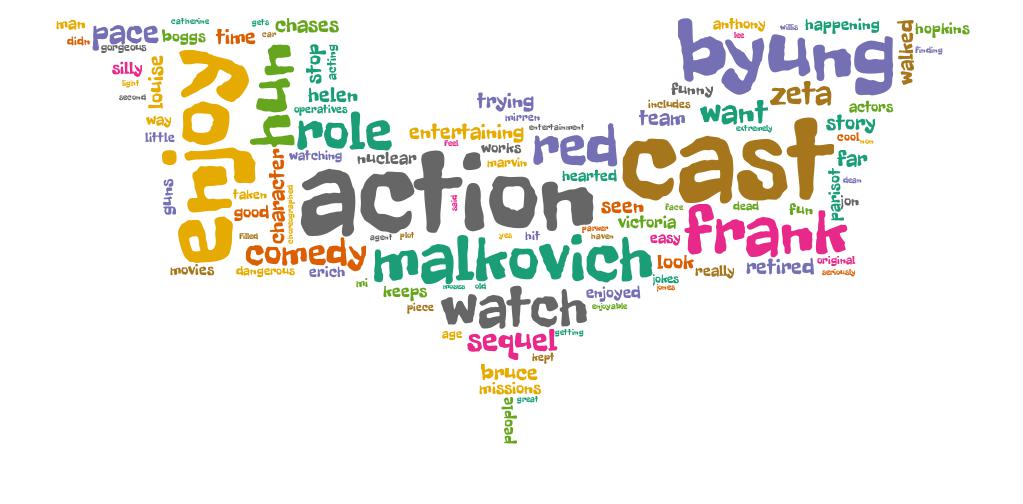 man
catherine
gets
chases
anthony
willis
happening
didn
pace
boggs
time
car
lee
walked
hopkins
gorgeous
byung
finding
silly
louise
enjoy
hun
stop
acting
light
second
helen
funny
zeta
trying
includes
want
actors
way
operatives
mirren
team
extremely
story
little
role
entertaining
entertainment
red
cast
cool
feel
works
watching
nuclear
marvin
hearted
far
guns
character
action
parisot
dean
taken
choreographed
said
seen
face
dead
fun
jon
good
victoria
frank
filled
agent
plot
yes
hit
parker
haven
easy
comedy
malkovich
look
really
retired
original
seriously
movies
dangerous
erich
mi
keeps
moses
old
jokes
jones
enjoyed
watch
piece
enjoyable
age
sequel
getting
kept
bruce
missions
people
great